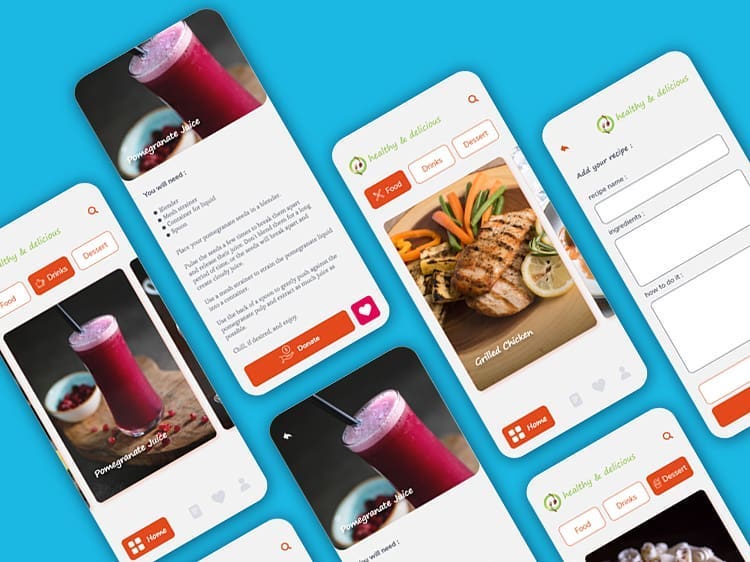 healthy & delicious
Food
Drinks
Dessert
Pomegranate Juice
Home
Pomegranate Juice
You will need :
Blender
Mesh strainer
Container for liquid
Spoon
Place your pomegranate seeds in a blender.
Pulse the seeds a few times to break them apart
and release their juice. Don't blend them for a long
period of time, or the seeds will break apart and
create cloudy juice.
Use a mesh strainer to strain the pomegranate liquid
into a container.
Use the back of a spoon to gently push against the
pomegranate pulp and extract as much juice as
possible.
Chill, if desired, and enjoy.
Donate
Pomegranate Juice
You will need :
healthy & delicious
Food
Drinks
Dessert
Grilled Chicken
Home
healthy & delicious
Add your recipe :
recipe name :
ingredients :
how to do it :
healthy & delicious
Food
Drinks
Dessert